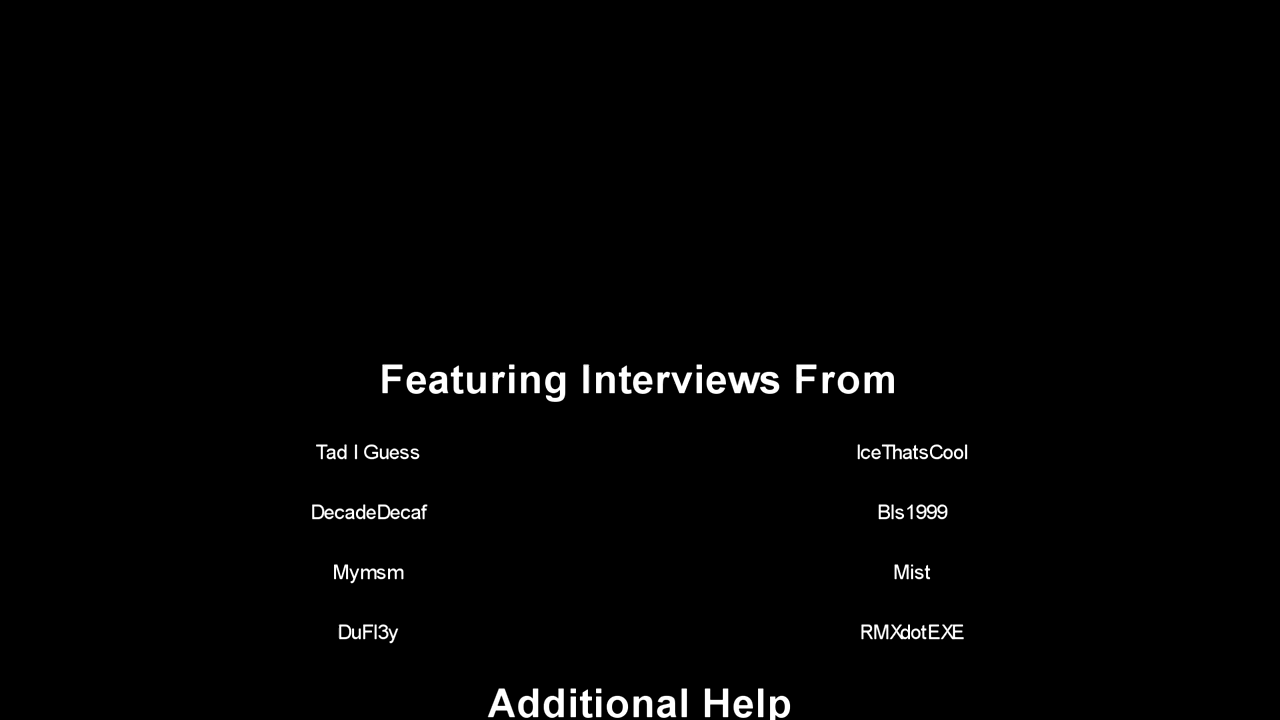 Featuring Interviews From
Tad I Guess
IceThatsCool
DecadeDecaf
Bls1999
Mymsm
Mist
DuFl3y
RMXdotEXE
Additional Help